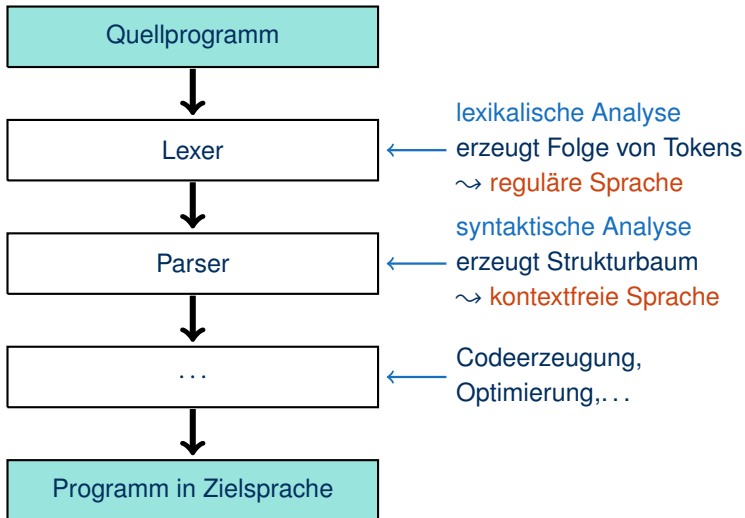 Quellprogramm
Lexer
lexikalische Analyse
erzeugt Folge von Tokens
⤳ reguläre Sprache
Parser
syntaktische Analyse
erzeugt Strukturbaum
⤳ kontextfreie Sprache
...
Codeerzeugung,
Optimierung,...
Programm in Zielsprache